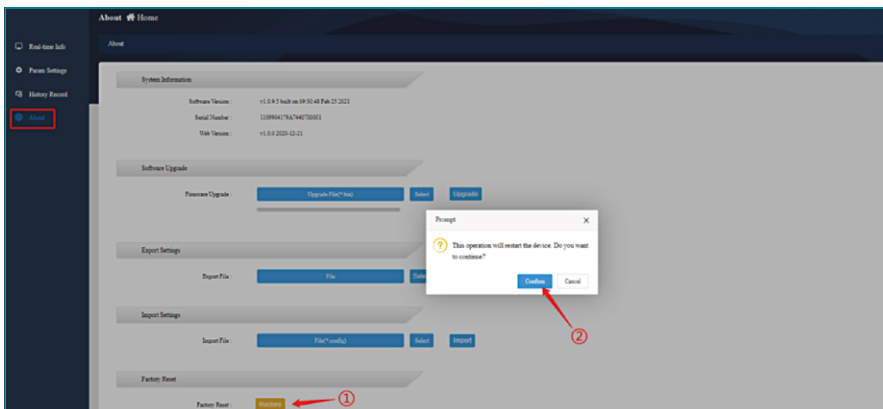 About Home
Real-time Info
Param Settings
History Record
About
About
System Information
Software Version : v1.0.9.5 built on 09:50:48 Feb 25 2021
Serial Number :
Web Version : v1.0.0 2020-12-21
Software Upgrade
Firmware Upgrade : Upgrade File(*.bin) Select Upgrade
Prompt
This operation will restart the device. Do you want
to continue?
Confirm Cancel
②
Export Settings
Export File : File
Import Settings
Import File : File(*.config) Select Import
Factory Reset
Factory Reset : Restore ①